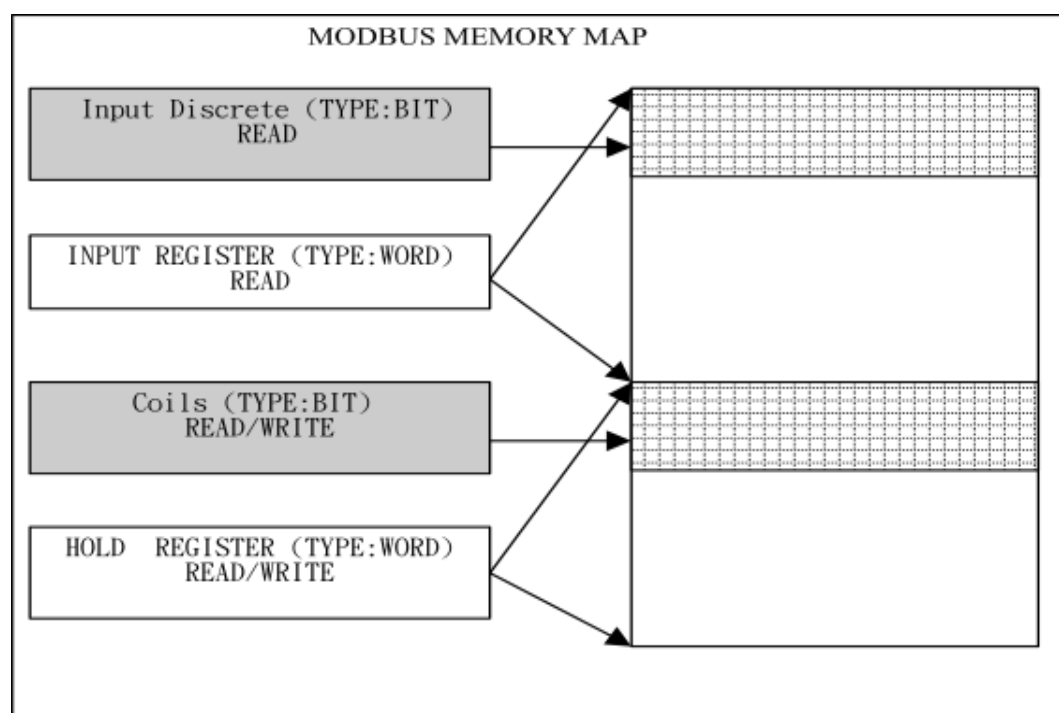 MODBUS MEMORY MAP
Input Discrete (TYPE:BIT)
READ
INPUT REGISTER (TYPE:WORD)
READ
Coils (TYPE:BIT)
READ/WRITE
HOLD REGISTER (TYPE:WORD)
READ/WRITE